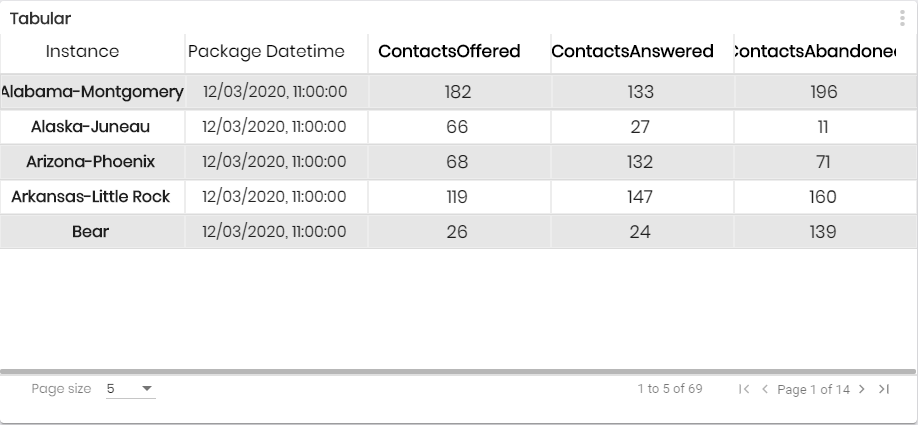 Tabular
Instance Package Datetime ContactsOffered ContactsAnswered ContactsAbandoned
Alabama-Montgomery 12/03/2020, 11:00:00 182 133 196
Alaska-Juneau 12/03/2020, 11:00:00 66 27 11
Arizona-Phoenix 12/03/2020, 11:00:00 68 132 71
Arkansas-Little Rock 12/03/2020, 11:00:00 119 147 160
Bear 12/03/2020, 11:00:00 26 24 139
Page size 5 1 to 5 of 69 Page 1 of 14